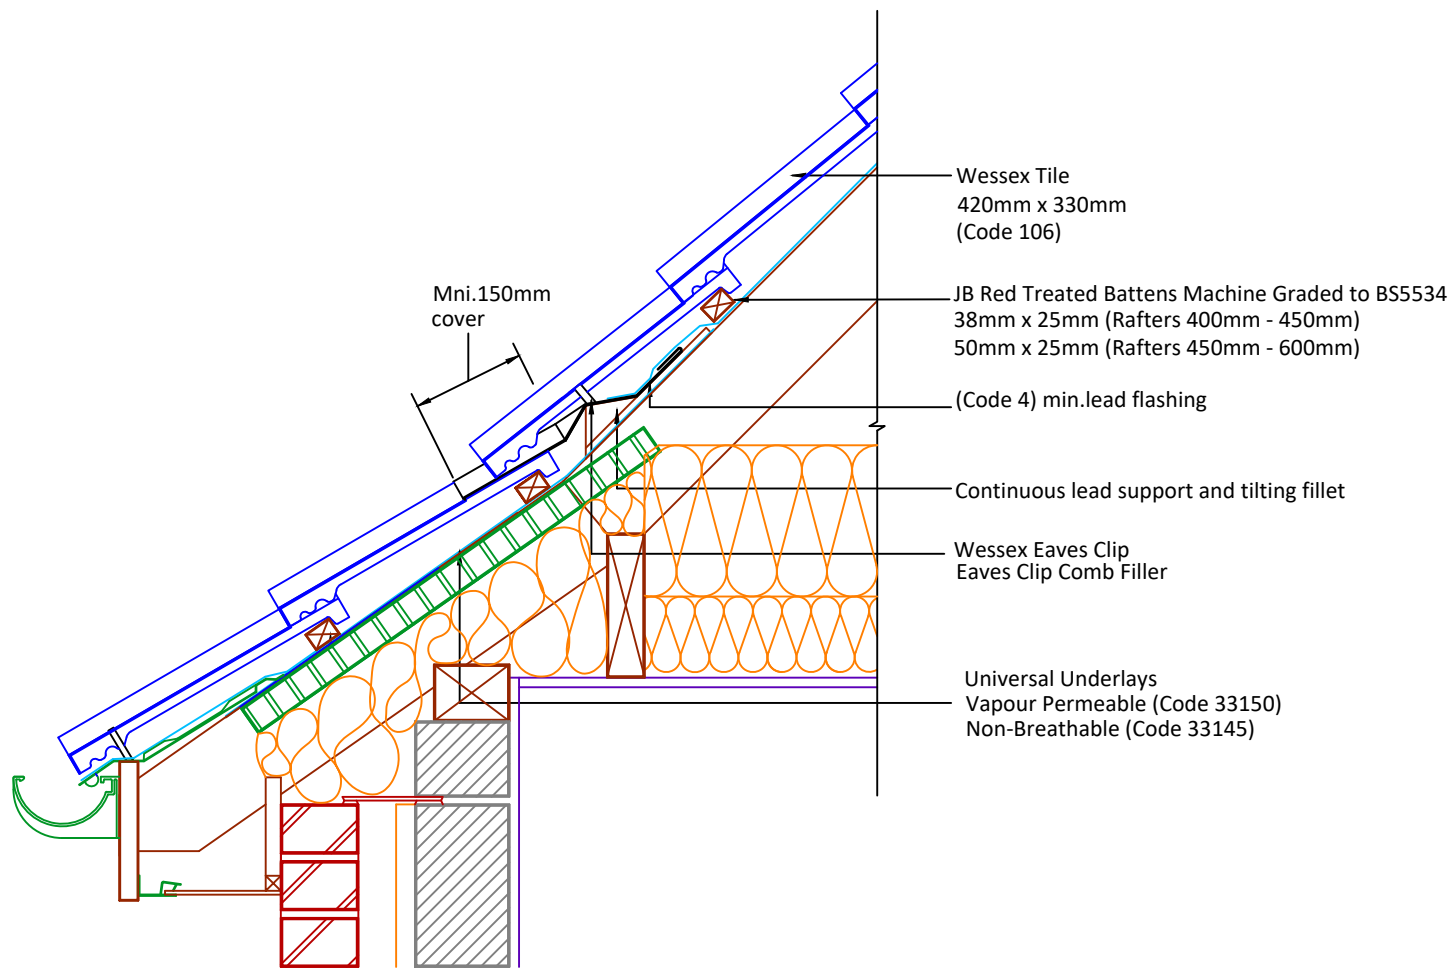 Wessex Tile
420mm x 330mm
(Code 106)
Mni.150mm
cover
JB Red Treated Battens Machine Graded to BS5534
38mm x 25mm (Rafters 400mm - 450mm)
50mm x 25mm (Rafters 450mm - 600mm)
(Code 4) min.lead flashing
Continuous lead support and tilting fillet
Wessex Eaves Clip
Eaves Clip Comb Filler
Universal Underlays
Vapour Permeable (Code 33150)
Non-Breathable (Code 33145)